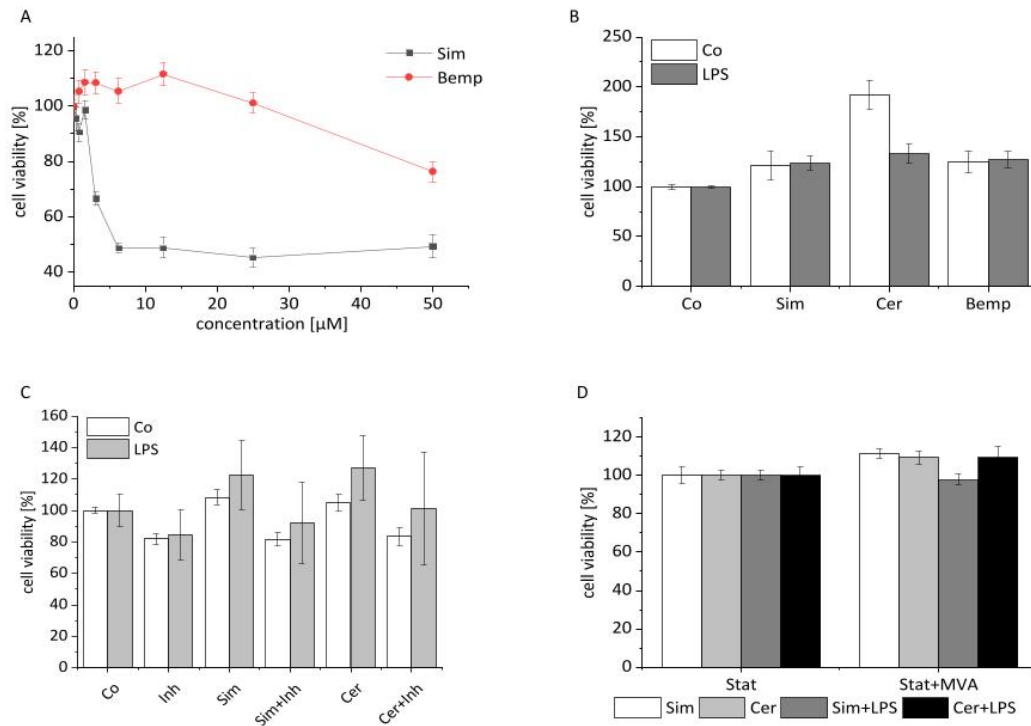 A
120
100
80
60
40
0
10
20
30
40
50
cell viability [%]
concentration [µM]
Sim
Bemp
B
250
200
150
100
50
0
cell viability [%]
Co
LPS
Co
Sim
Cer
Bemp
C
160
140
120
100
80
60
40
20
0
cell viability [%]
Co
LPS
Co
Inh
Sim
Sim+Inh
Cer
Cer+Inh
D
120
100
80
60
40
20
0
cell viability [%]
Stat
Stat+MVA
Sim
Cer
Sim+LPS
Cer+LPS